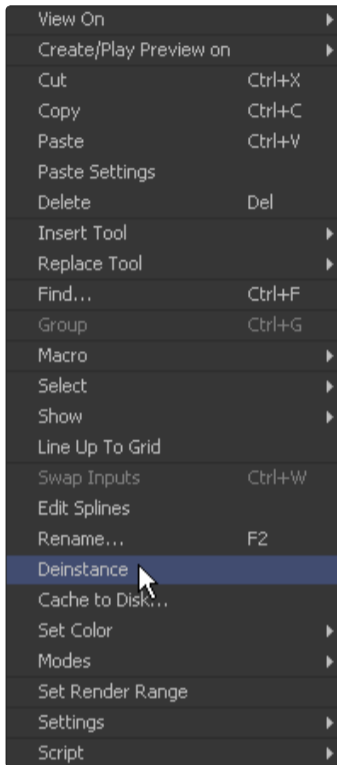 View On
Create/Play Preview on
Cut Ctrl+X
Copy Ctrl+C
Paste Ctrl+V
Paste Settings
Delete Del
Insert Tool
Replace Tool
Find... Ctrl+F
Group Ctrl+G
Macro
Select
Show
Line Up To Grid
Swap Inputs Ctrl+W
Edit Splines
Rename... F2
Deinstance
Cache to Disk...
Set Color
Modes
Set Render Range
Settings
Script